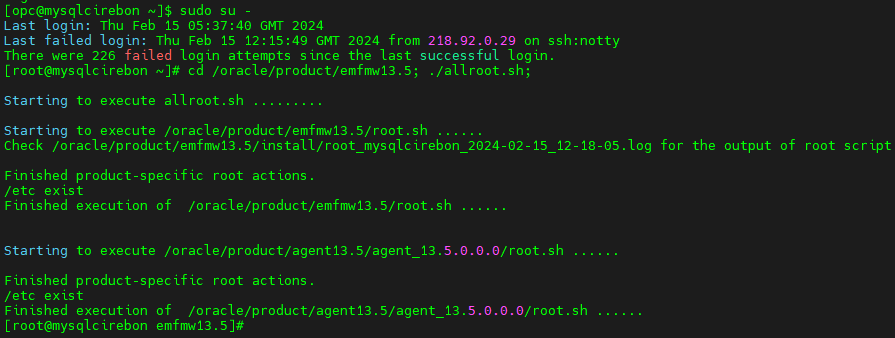 [opc@mysqlcirebon ~]$ sudo su -
Last login: Thu Feb 15 05:37:40 GMT 2024
Last failed login: Thu Feb 15 12:15:49 GMT 2024 from 218.92.0.29 on ssh:notty
There were 226 failed login attempts since the last successful login.
[root@mysqlcirebon ~]# cd /oracle/product/emfmw13.5; ./allroot.sh;
Starting to execute allroot.sh .........
Starting to execute /oracle/product/emfmw13.5/root.sh ......
Check /oracle/product/emfmw13.5/install/root_mysqlcirebon_2024-02-15_12-18-05.log for the output of root script
Finished product-specific root actions.
/etc exist
Finished execution of  /oracle/product/emfmw13.5/root.sh ......
Starting to execute /oracle/product/agent13.5/agent_13.5.0.0.0/root.sh ......
Finished product-specific root actions.
/etc exist
Finished execution of  /oracle/product/agent13.5/agent_13.5.0.0.0/root.sh ......
[root@mysqlcirebon emfmw13.5]#